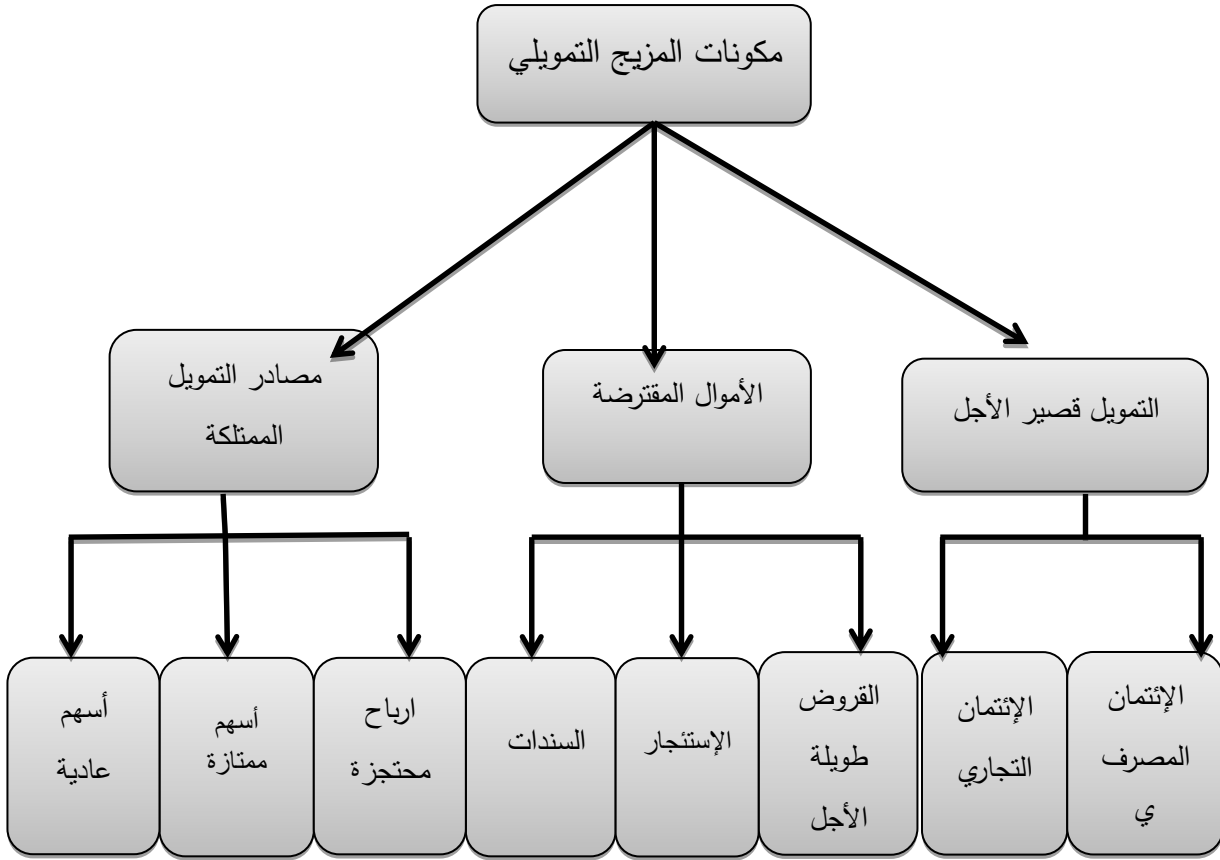 مكونات المزيج التمويلي
التمويل قصير الأجل
الأموال المقترضة
مصادر التمويل
الممتلكة
الإئتمان
المصرف
ي
الإئتمان
التجاري
القروض
طويلة
الأجل
الإستئجار
السندات
ارباح
محتجزة
أسهم
ممتازة
أسهم
عادية